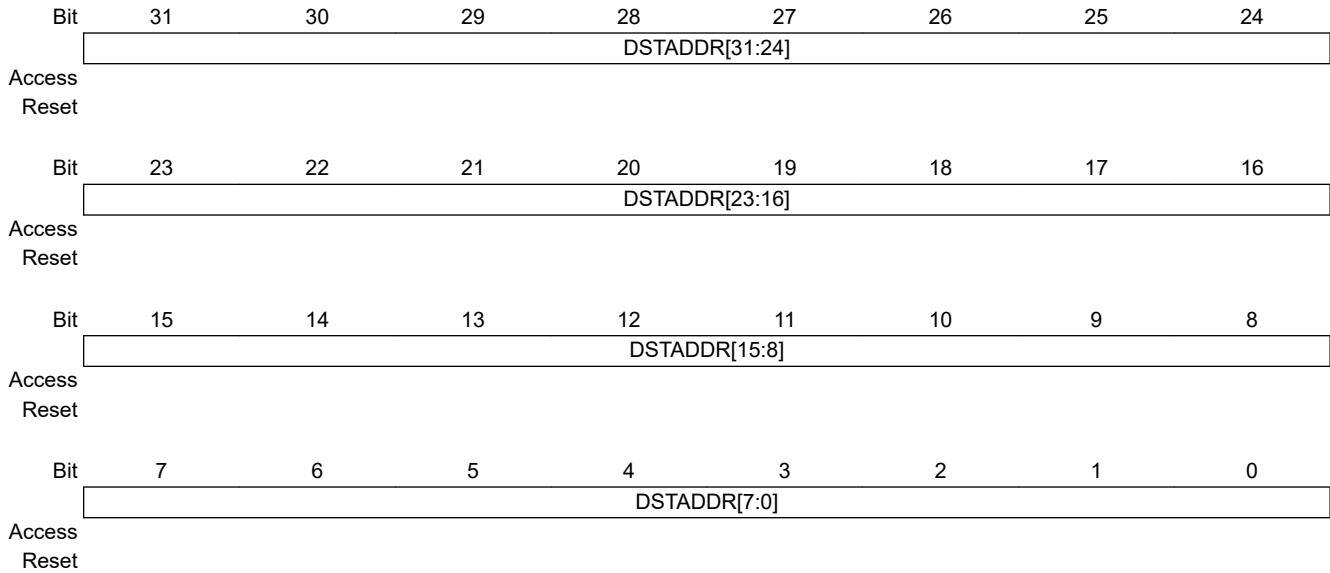 Bit 31 30 29 28 27 26 25 24
DSTADDR[31:24]
Access
Reset
Bit 23 22 21 20 19 18 17 16
DSTADDR[23:16]
Access
Reset
Bit 15 14 13 12 11 10 9 8
DSTADDR[15:8]
Access
Reset
Bit 7 6 5 4 3 2 1 0
DSTADDR[7:0]
Access
Reset